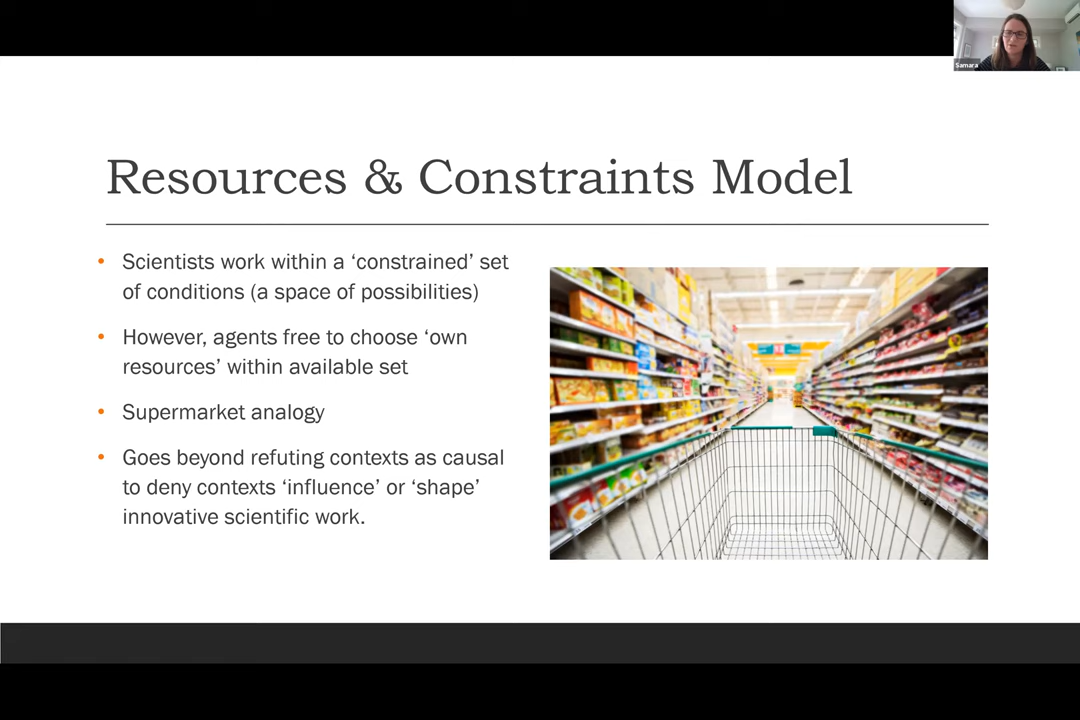 Samara
Resources & Constraints Model
• Scientists work within a ‘constrained’ set
of conditions (a space of possibilities)
• However, agents free to choose ‘own
resources’ within available set
• Supermarket analogy
• Goes beyond refuting contexts as causal
to deny contexts ‘influence’ or ‘shape’
innovative scientific work.